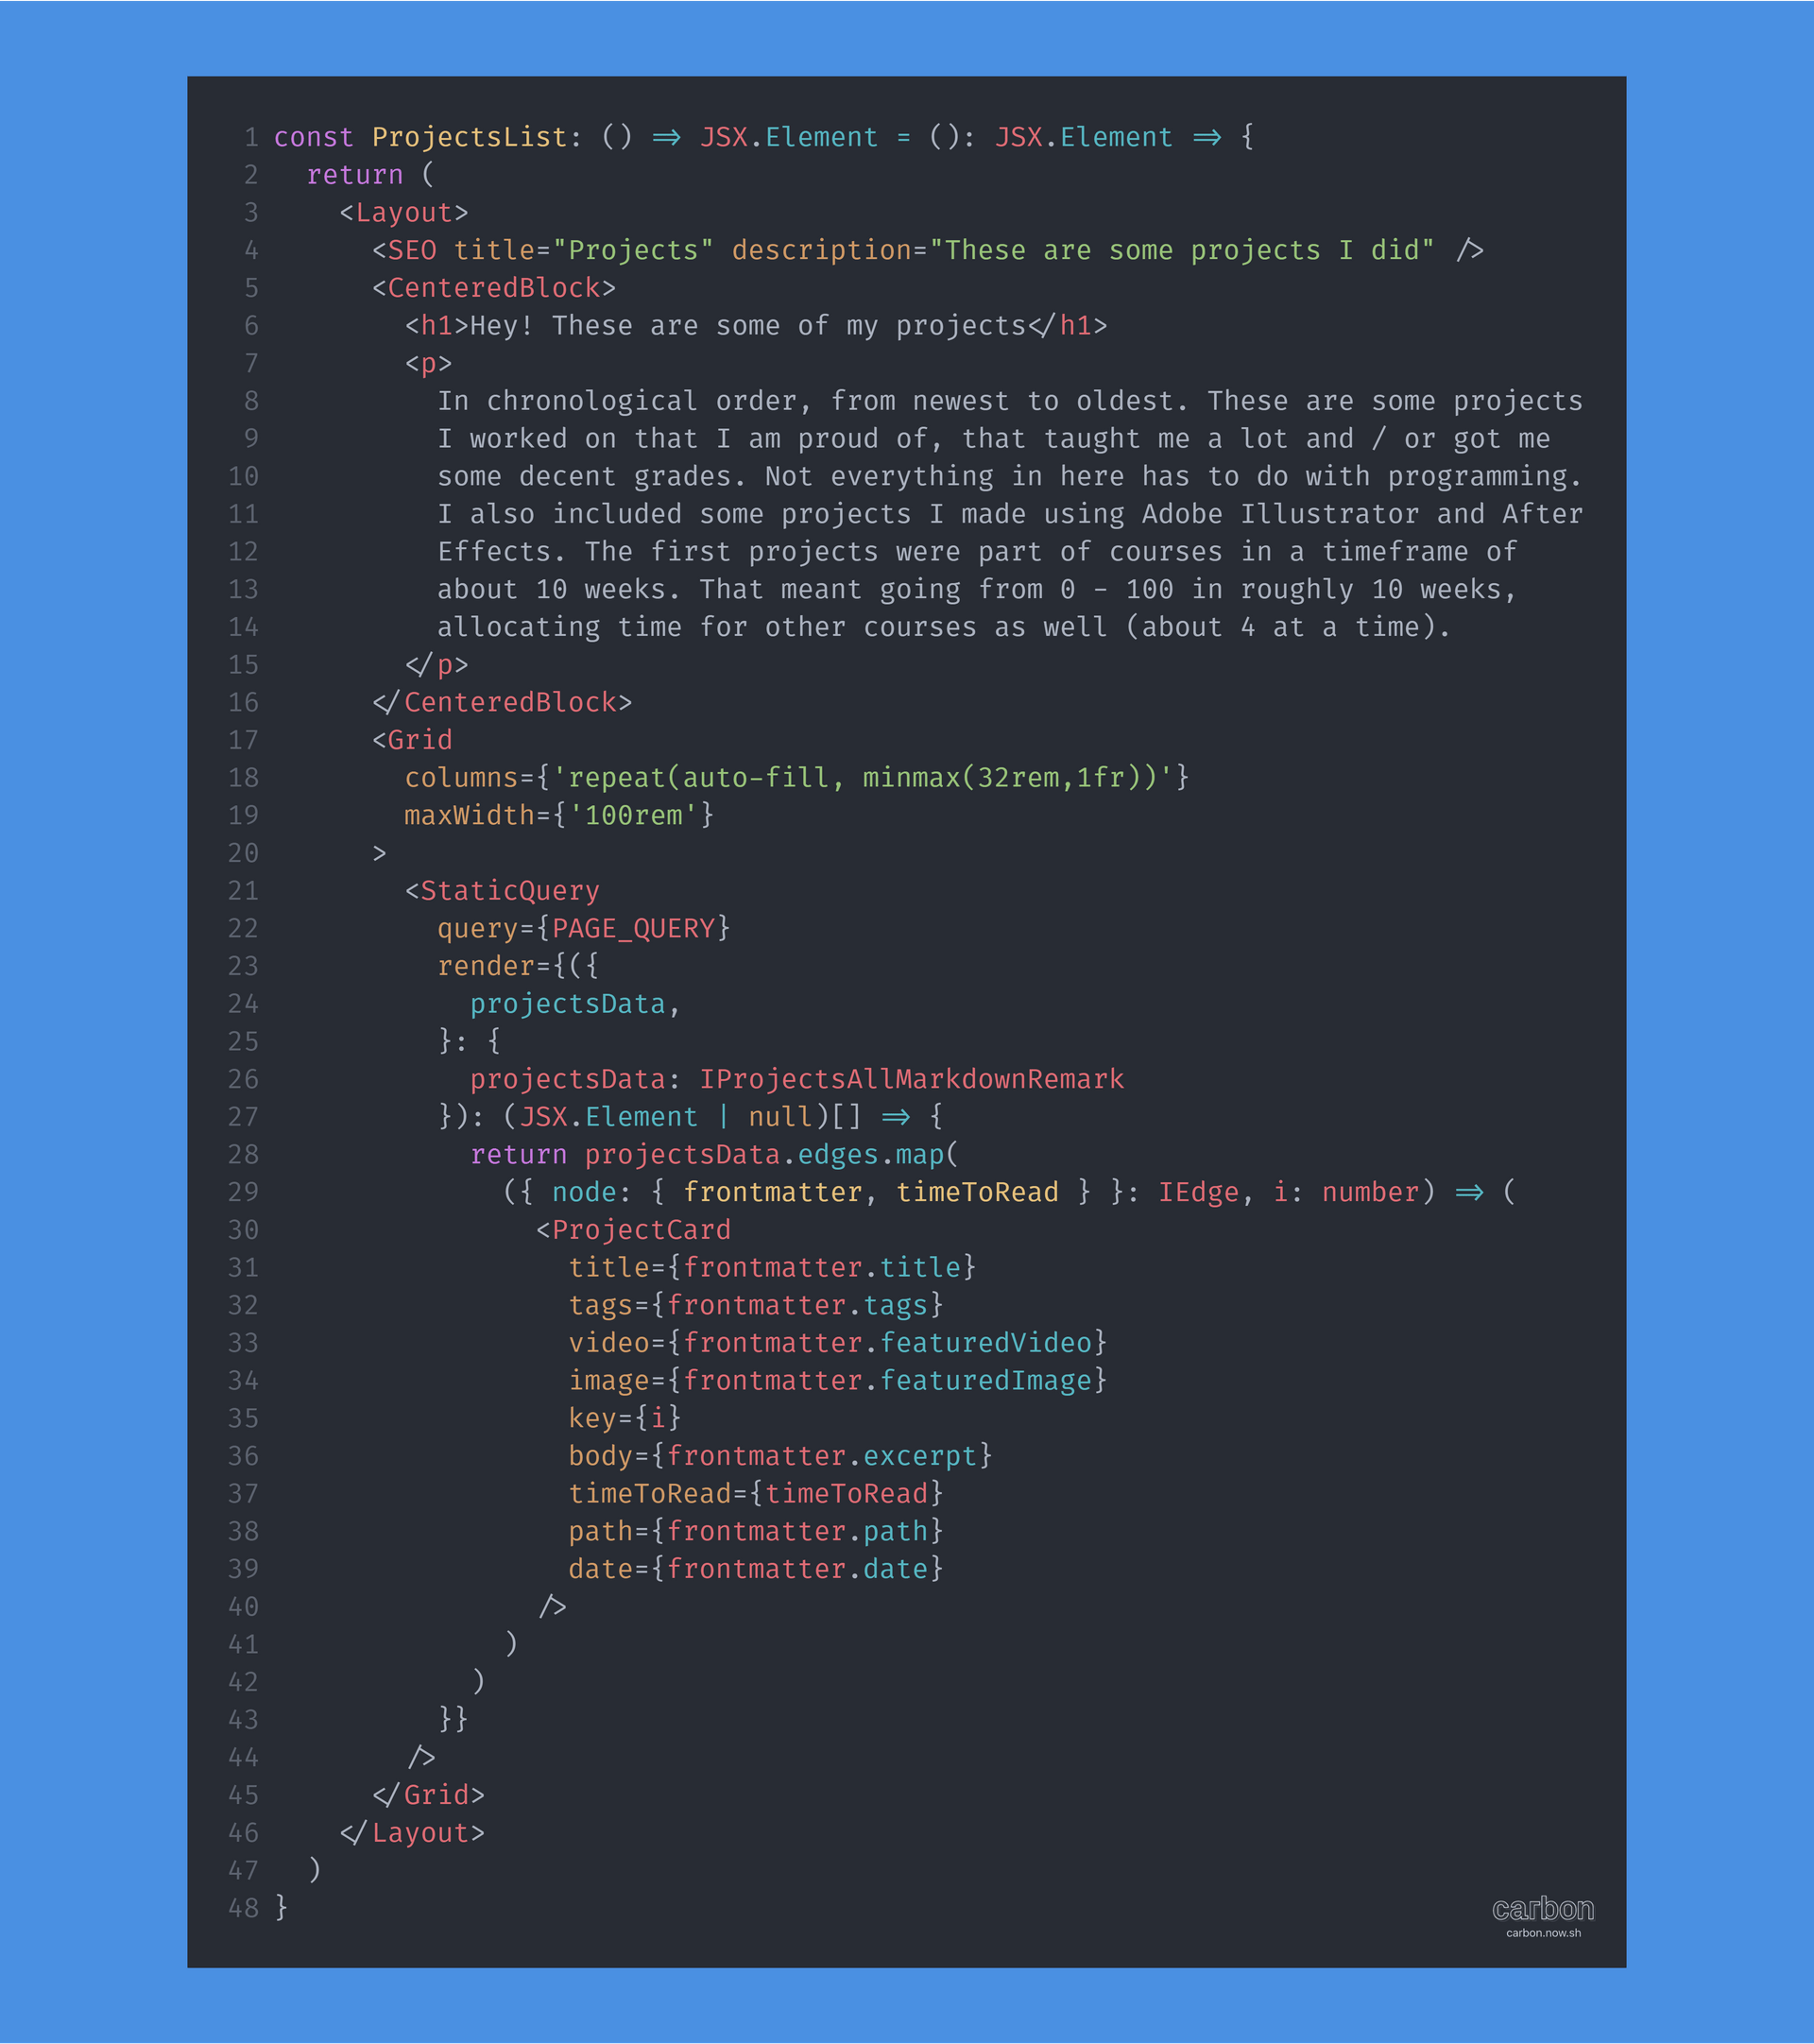 1 const ProjectsList: () => JSX.Element = (): JSX.Element => {
2   return (
3     <Layout>
4       <SEO title="Projects" description="These are some projects I did" />
5       <CenteredBlock>
6         <h1>Hey! These are some of my projects</h1>
7         <p>
8           In chronological order, from newest to oldest. These are some projects
9           I worked on that I am proud of, that taught me a lot and / or got me
10           some decent grades. Not everything in here has to do with programming.
11           I also included some projects I made using Adobe Illustrator and After
12           Effects. The first projects were part of courses in a timeframe of
13           about 10 weeks. That meant going from 0 - 100 in roughly 10 weeks,
14           allocating time for other courses as well (about 4 at a time).
15         </p>
16       </CenteredBlock>
17       <Grid
18         columns={'repeat(auto-fill, minmax(32rem,1fr))'}
19         maxWidth={'100rem'}
20       >
21         <StaticQuery
22           query={PAGE_QUERY}
23           render={({
24             projectsData,
25           }: {
26             projectsData: IProjectsAllMarkdownRemark
27           }): (JSX.Element | null)[] => {
28             return projectsData.edges.map(
29               ({ node: { frontmatter, timeToRead } }: IEdge, i: number) => (
30                 <ProjectCard
31                   title={frontmatter.title}
32                   tags={frontmatter.tags}
33                   video={frontmatter.featuredVideo}
34                   image={frontmatter.featuredImage}
35                   key={i}
36                   body={frontmatter.excerpt}
37                   timeToRead={timeToRead}
38                   path={frontmatter.path}
39                   date={frontmatter.date}
40                 />
41               )
42             )
43           }}
44         />
45       </Grid>
46     </Layout>
47   )
48 }
carbon
carbon.now.sh